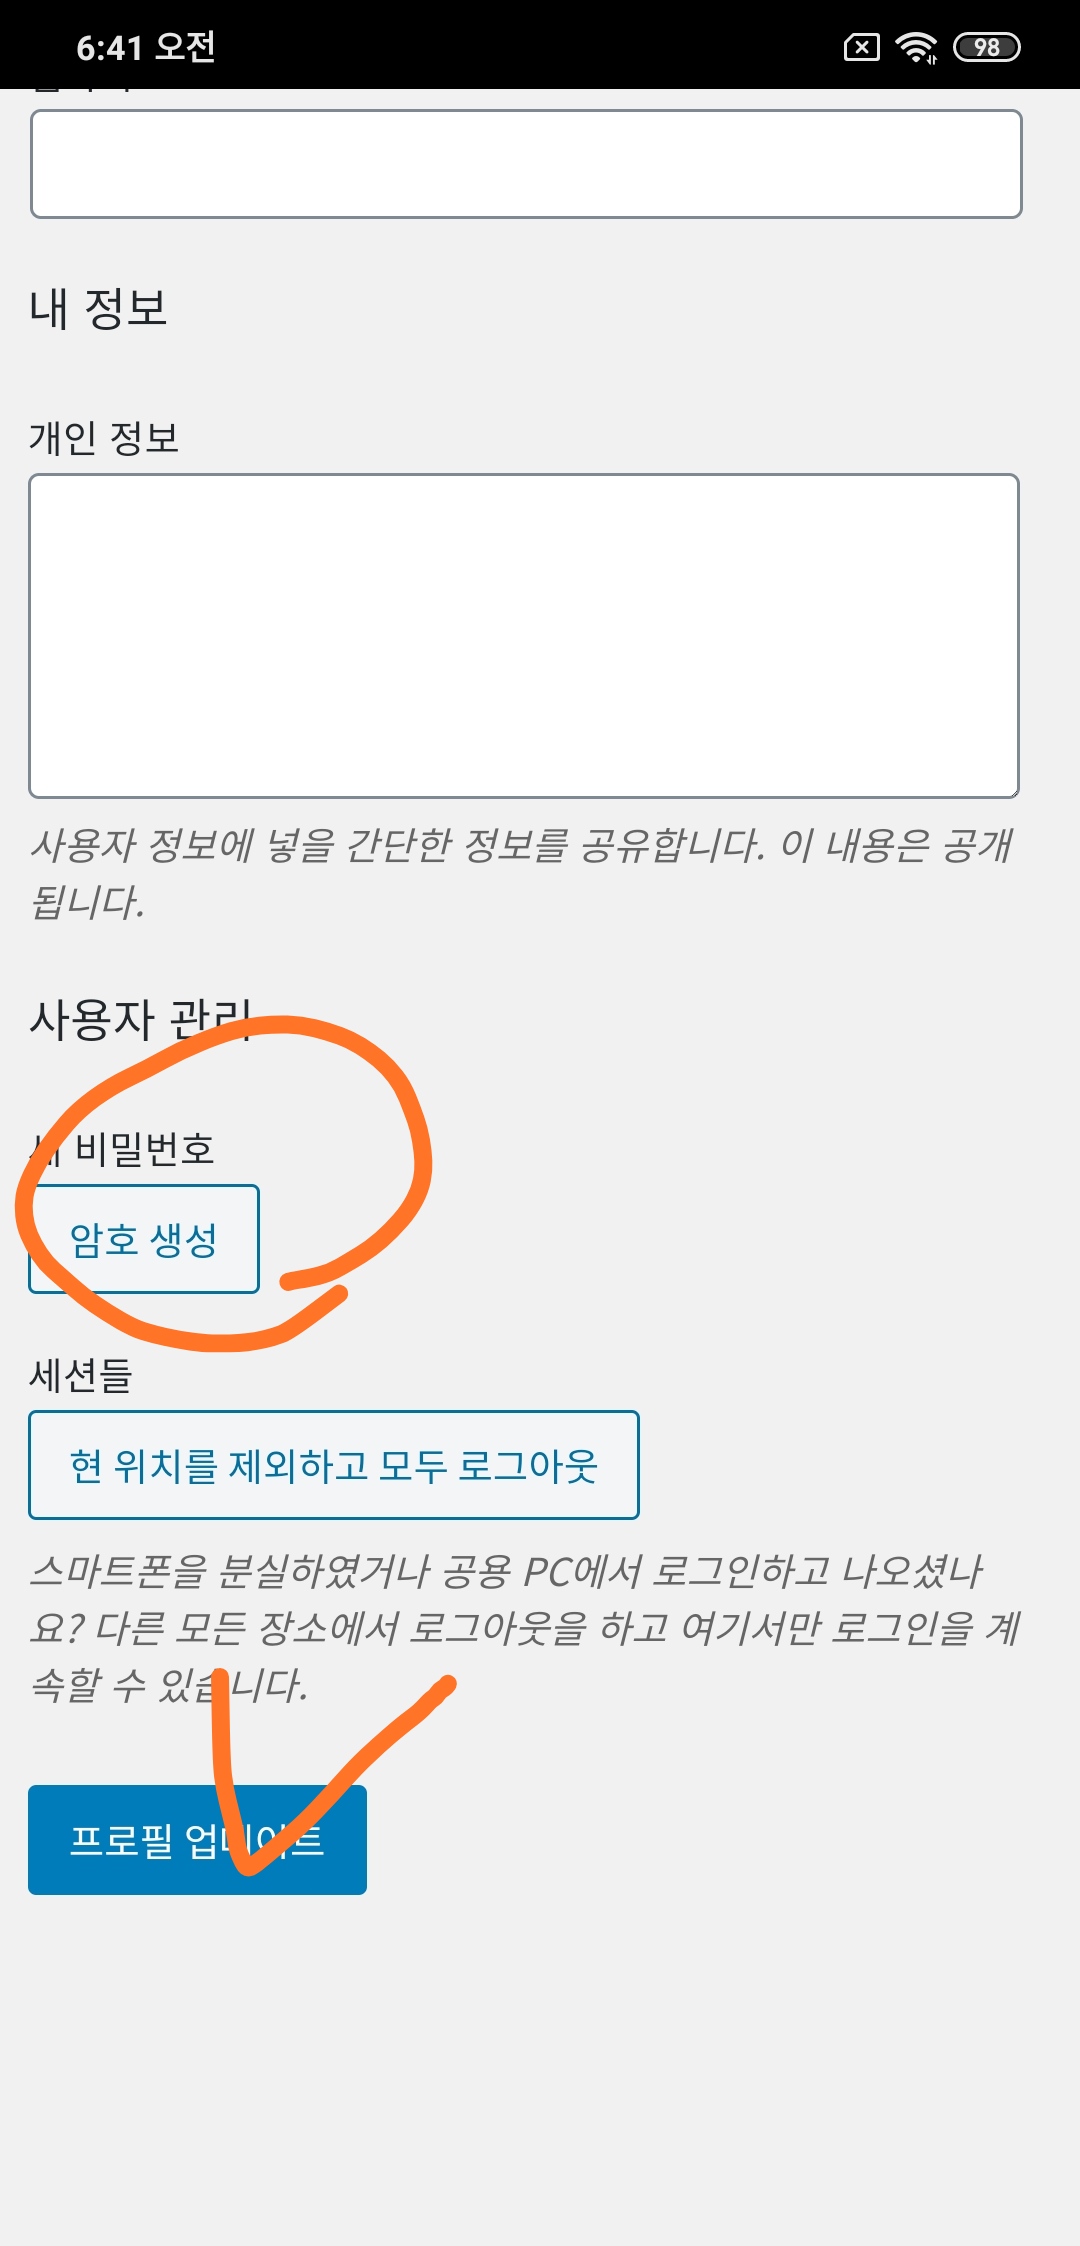 6:41 오전
98
내 정보
개인 정보
사용자 정보에 넣을 간단한 정보를 공유합니다. 이 내용은 공개
됩니다.
사용자 관리
새 비밀번호
암호 생성
세션들
현 위치를 제외하고 모두 로그아웃
스마트폰을 분실하였거나 공용 PC에서 로그인하고 나오셨나
요? 다른 모든 장소에서 로그아웃을 하고 여기서만 로그인을 계
속할 수 있습니다.
프로필 업데이트